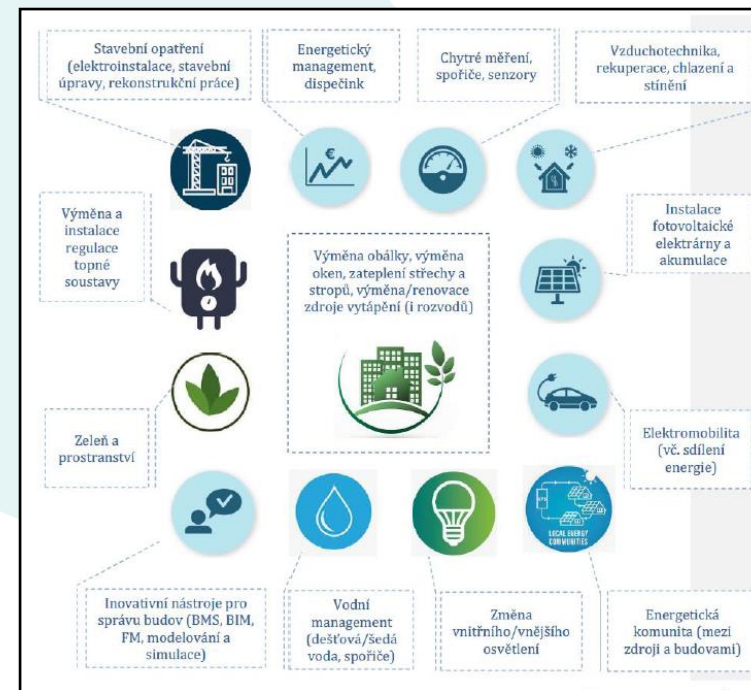 Stavební opatření
(elektroinstalace, stavební
úpravy, rekonstrukční práce)
Energetický
management,
dispečink
Chytré měření,
spořiče, senzory
Vzduchotechnika,
rekuperace, chlazení a
stínění
€
Výměna a
instalace
regulace
topné
soustavy
Výměna obálky, výměna
oken, zateplení střechy a
stropů, výměna/renovace
zdroje vytápění (i rozvodů)
Instalace
fotovoltaické
elektrárny a
akumulace
Zeleň a
prostranství
Elektromobilita
(vč. sdílení
energie)
LOCAL ENERGY
COMMUNITIES
Inovativní nástroje pro
správu budov (BMS, BIM,
FM, modelování a
simulace)
Vodní
management
(dešťová/šedá
voda, spořiče)
Změna
vnitřního/vnějšího
osvětlení
Energetická
komunita (mezi
zdroji a budovami)